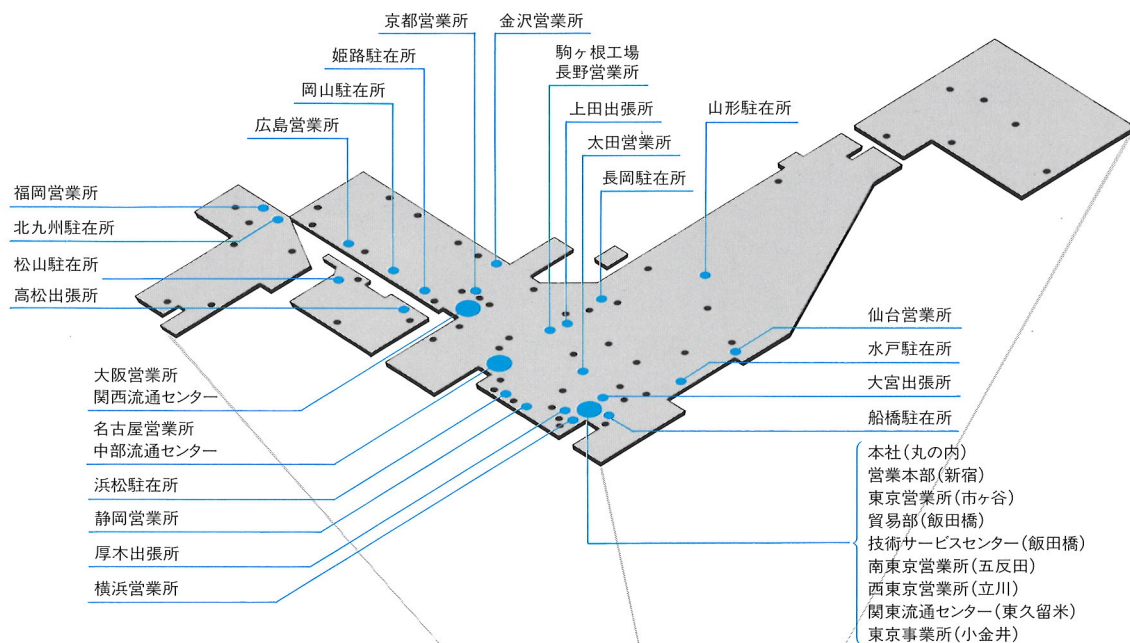 京都営業所
金沢営業所
姫路駐在所
駒ヶ根工場
長野営業所
岡山駐在所
上田出張所
山形駐在所
広島営業所
太田営業所
長岡駐在所
福岡営業所
北九州駐在所
松山駐在所
高松出張所
仙台営業所
水戸駐在所
大宮出張所
船橋駐在所
大阪営業所
関西流通センター
名古屋営業所
中部流通センター
浜松駐在所
静岡営業所
厚木出張所
横浜営業所
本社(丸の内)
営業本部(新宿)
東京営業所(市ヶ谷)
貿易部(飯田橋)
技術サービスセンター(飯田橋)
南東京営業所(五反田)
西東京営業所(立川)
関東流通センター(東久留米)
東京事業所(小金井)